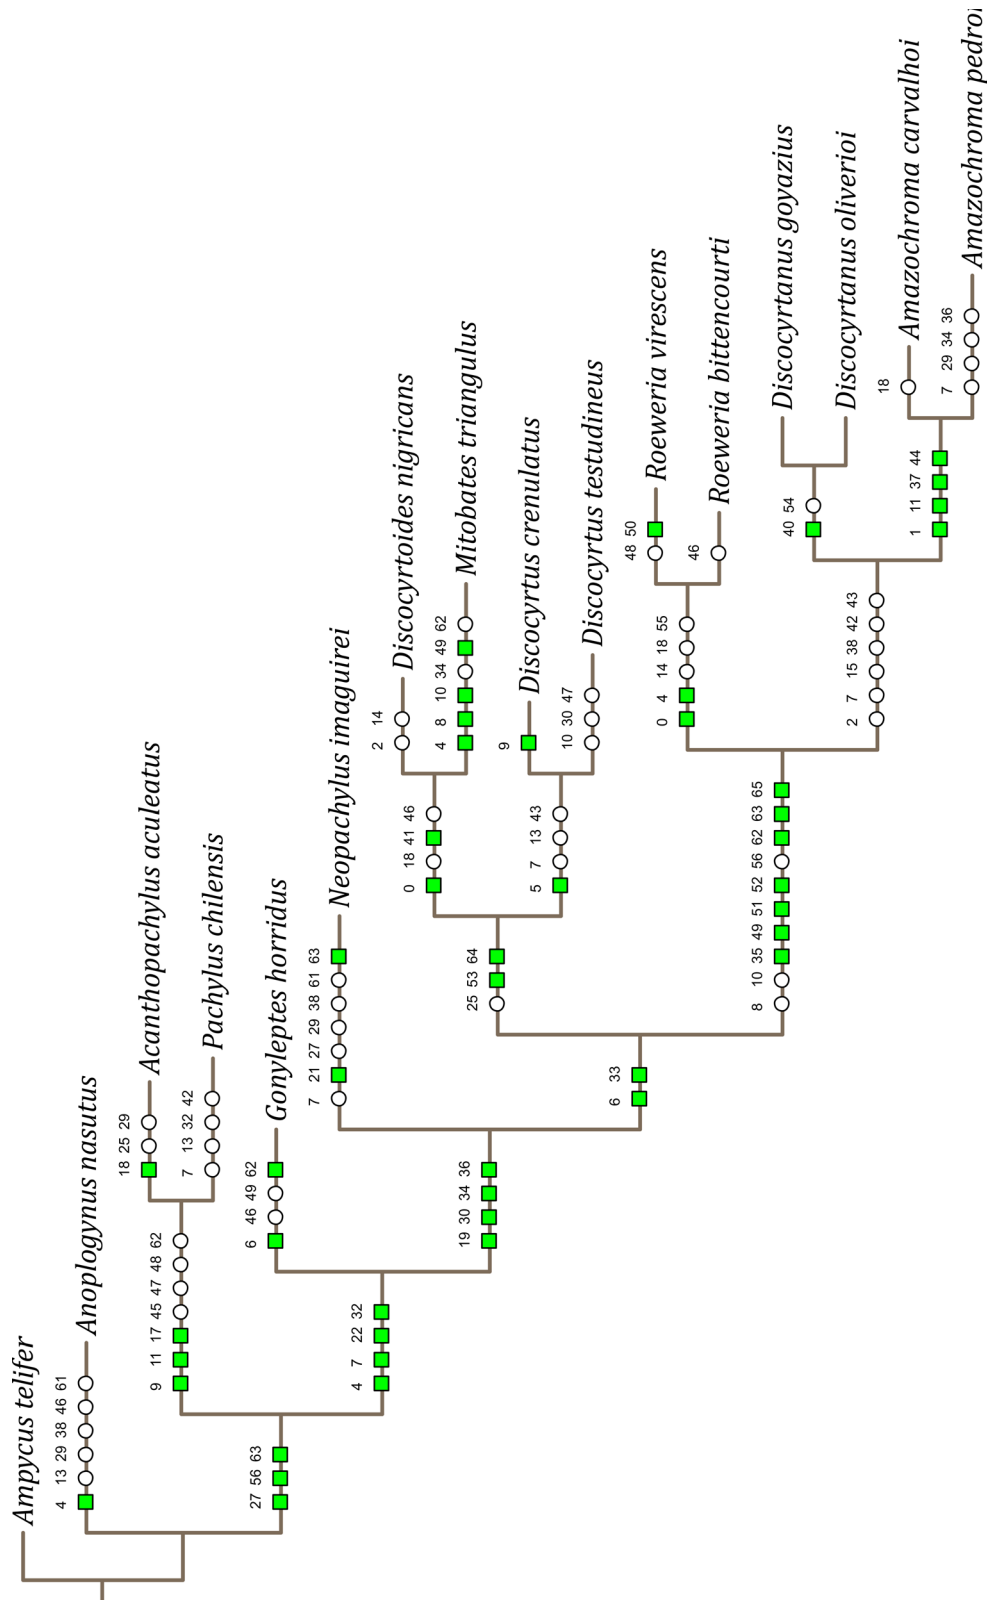 Ampycus telifer
4 13 29 38 46 61
Anoplogynus nasutus
27 56 63
9 11 17 45 47 48 62
18 25 29
Acanthopachylus aculeatus
7 13 32 42
Pachylus chilensis
4 7 22 32
6 46 49 62
Gonyleptes horridus
19 30 34 36
7 21 27 29 38 61 63
Neopachylus imaguirei
6 33
25 53 64
0 18 41 46
2 14
Discocyrtoides nigricans
4 8 10 34 49 62
Mitobates triangulus
5 7 13 43
9
Discocyrtus crenulatus
10 30 47
Discocyrtus testudineus
8 10 35 49 51 52 56 62 63 65
0 4 14 18 55
48 50
Roeweria virescens
46
Roeweria bittencourti
2 7 15 38 42 43
40 54
Discocyrtanus goyazius
Discocyrtanus oliverioi
1 11 37 44
18
Amazochroma carvalhoi
7 29 34 36
Amazochroma